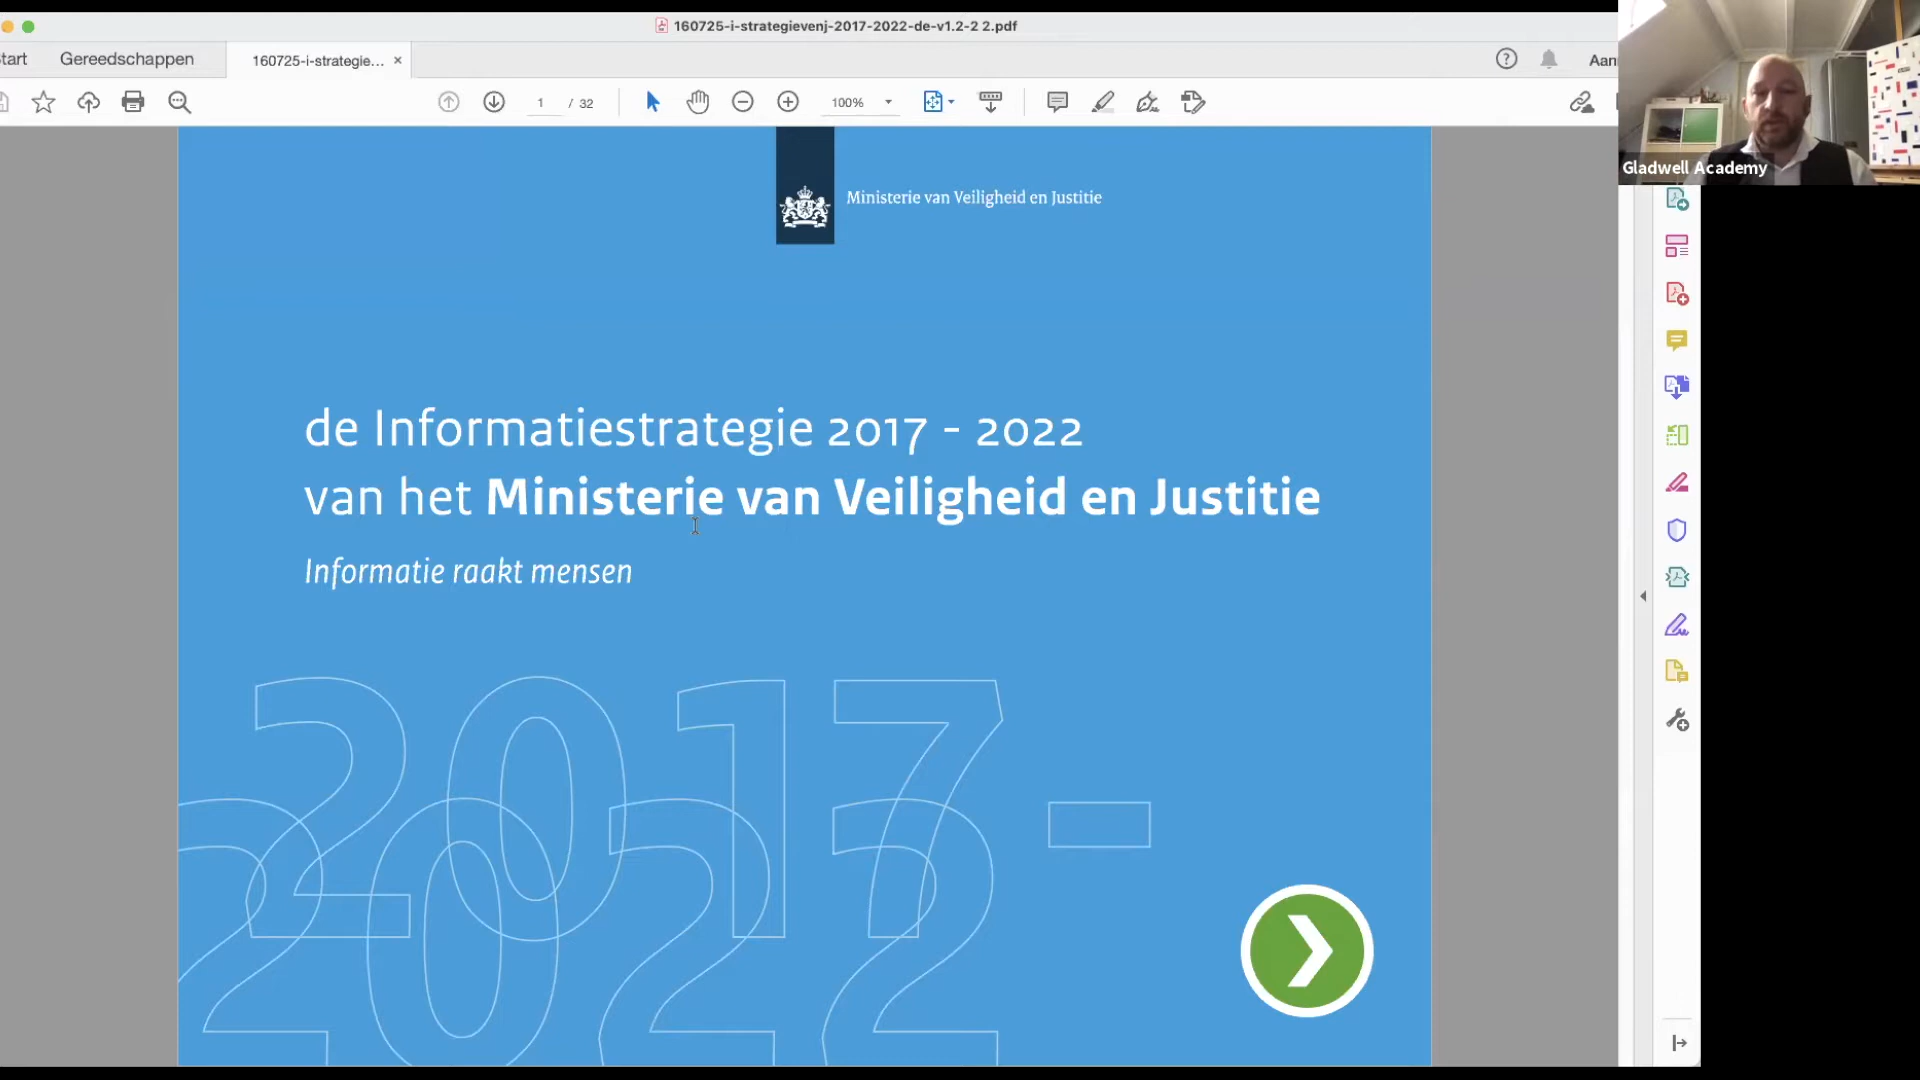 160725-i-strategievenj-2017-2022-de-v1.2-2 2.pdf
tart
Gereedschappen
160725-i-strategie... ×
Aan
1 / 32
100%
Gladwell Academy
Ministerie van Veiligheid en Justitie
de Informatiestrategie 2017 - 2022
van het Ministerie van Veiligheid en Justitie
Informatie raakt mensen
2017-
2022